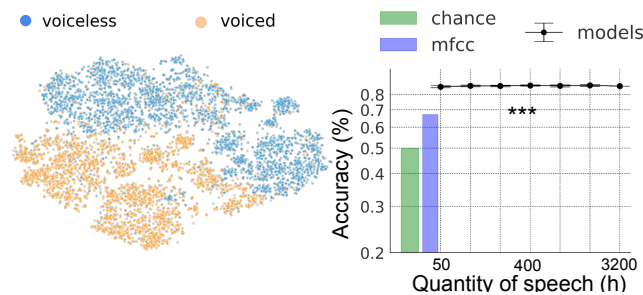 voiceless voiced
chance
mfcc
models
Accuracy (%)
0.8
0.7
0.6
0.5
0.4
0.3
0.2
***
50 400 3200
Quantity of speech (h)